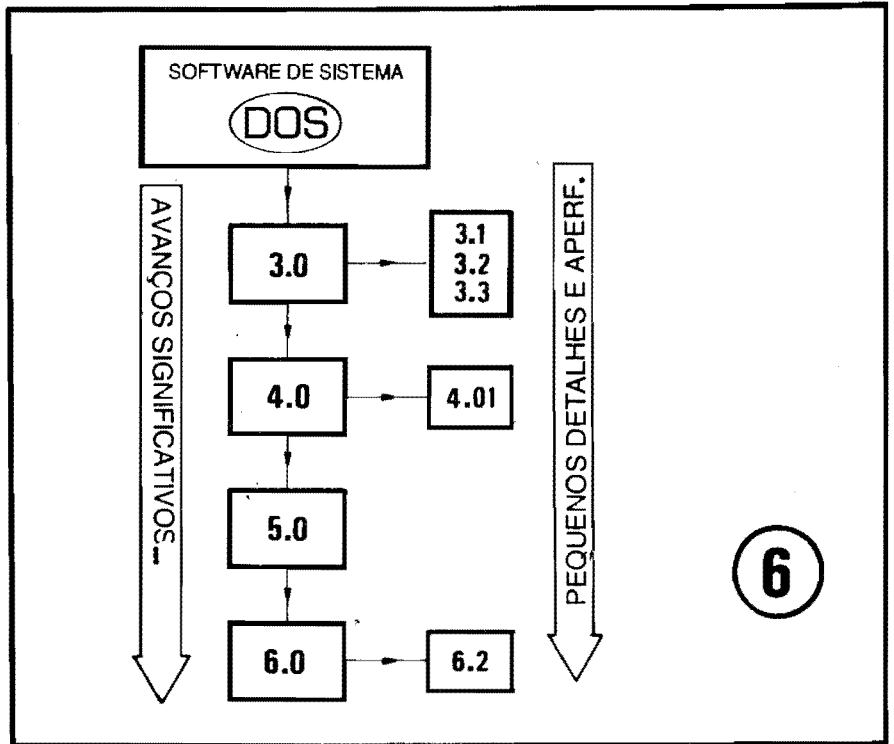 SOFTWARE DE SISTEMA
DOS
AVANÇOS SIGNIFICATIVOS...
3.0
3.1
3.2
3.3
4.0
4.01
5.0
6.0
6.2
PEQUENOS DETALHES E APERF.
6